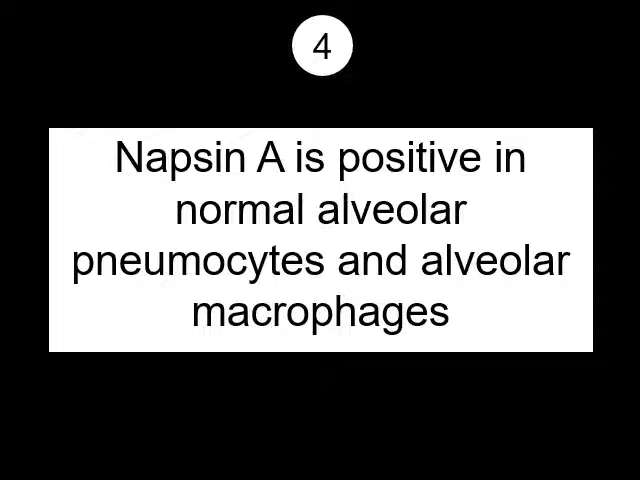 4
Napsin A is positive in
normal alveolar
pneumocytes and alveolar
macrophages